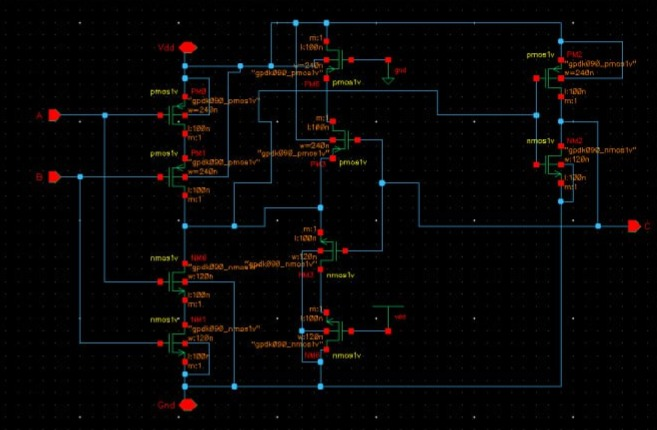 Vdd
PM0
pmos1v
"gpdk090_pmos1v"
w=240n
l:100n
m:1
A
PM1
pmos1v
"gpdk090_pmos1v"
w=240n
l:100n
m:1
B
nmos1v
"gpdk090_nmos1v"
w:120n
l:100n
m:1
nmos1v
"gpdk090_nmos1v"
w:120n
l:100n
m:1
Gnd
m:1
l:100n
w=240n
"gpdk090_pmos1v"
pmos1v
gnd
m:1
l:100n
w=240n
"gpdk090_pmos1v"
pmos1v
m:1
l:100n
w:120n
"gpdk090_nmos1v"
nmos1v
m:1
l:100n
w:120n
"gpdk090_nmos1v"
nmos1v
vdd
PM2
pmos1v
"gpdk090_pmos1v"
w=240n
l:100n
m:1
NM2
nmos1v
"gpdk090_nmos1v"
w:120n
l:100n
m:1
C